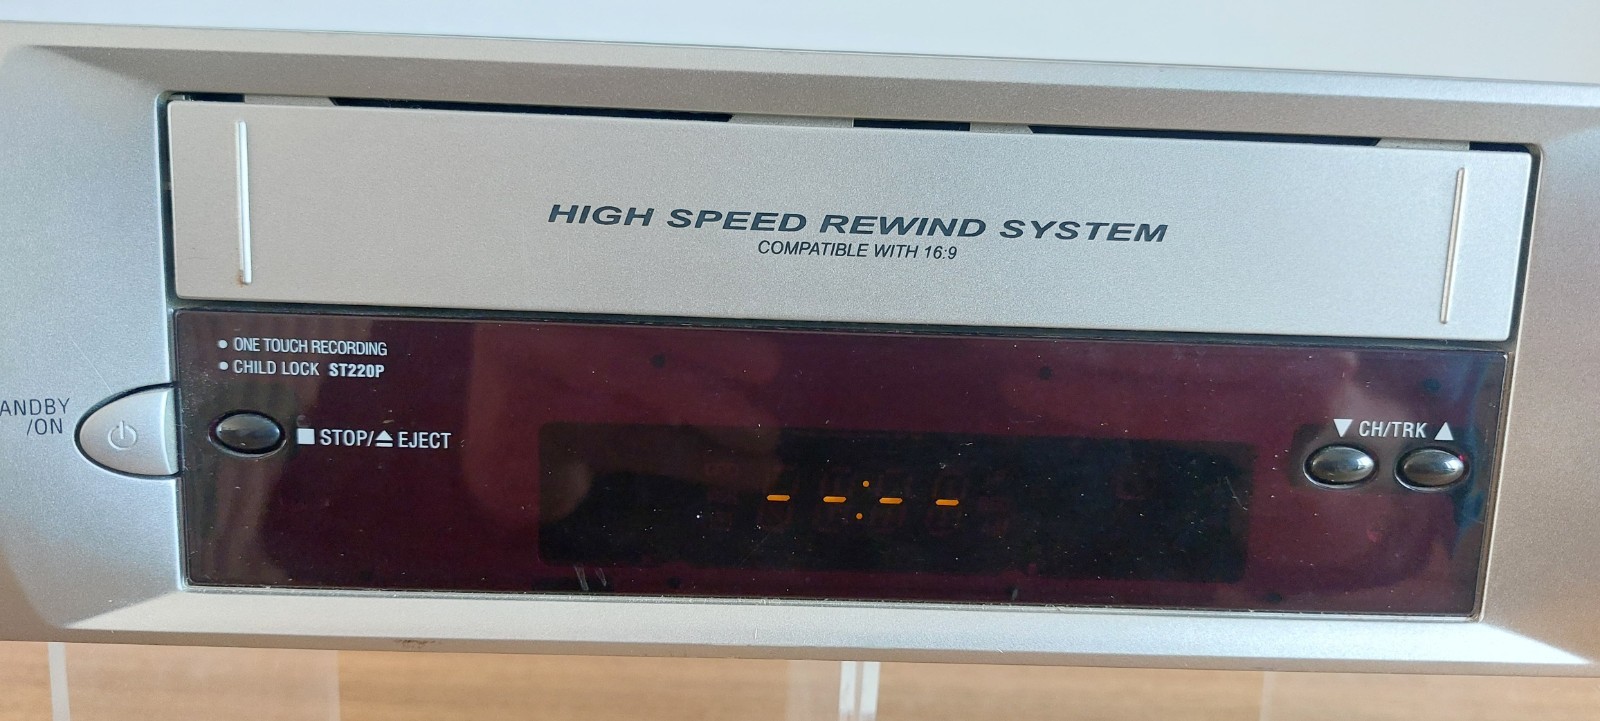 HIGH SPEED REWIND SYSTEM
COMPATIBLE WITH 16:9
● ONE TOUCH RECORDING
● CHILD LOCK ST220P
ANDBY
/ON
■ STOP/⏏ EJECT
▼ CH/TRK ▲
- -:- -